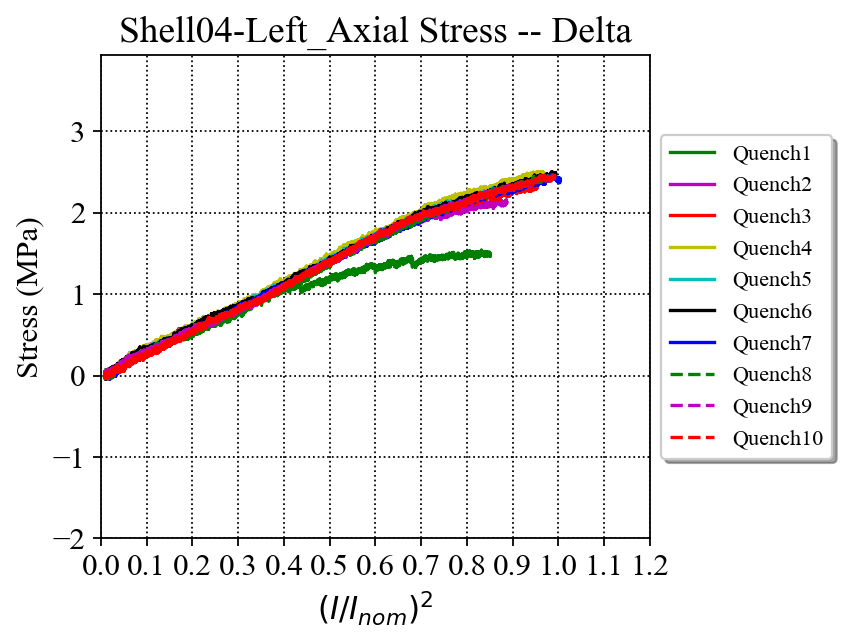 Shell04-Left_Axial Stress -- Delta
Stress (MPa)
3
2
1
0
−1
−2
0.0 0.1 0.2 0.3 0.4 0.5 0.6 0.7 0.8 0.9 1.0 1.1 1.2
(I/I_nom)^2
Quench1
Quench2
Quench3
Quench4
Quench5
Quench6
Quench7
Quench8
Quench9
Quench10